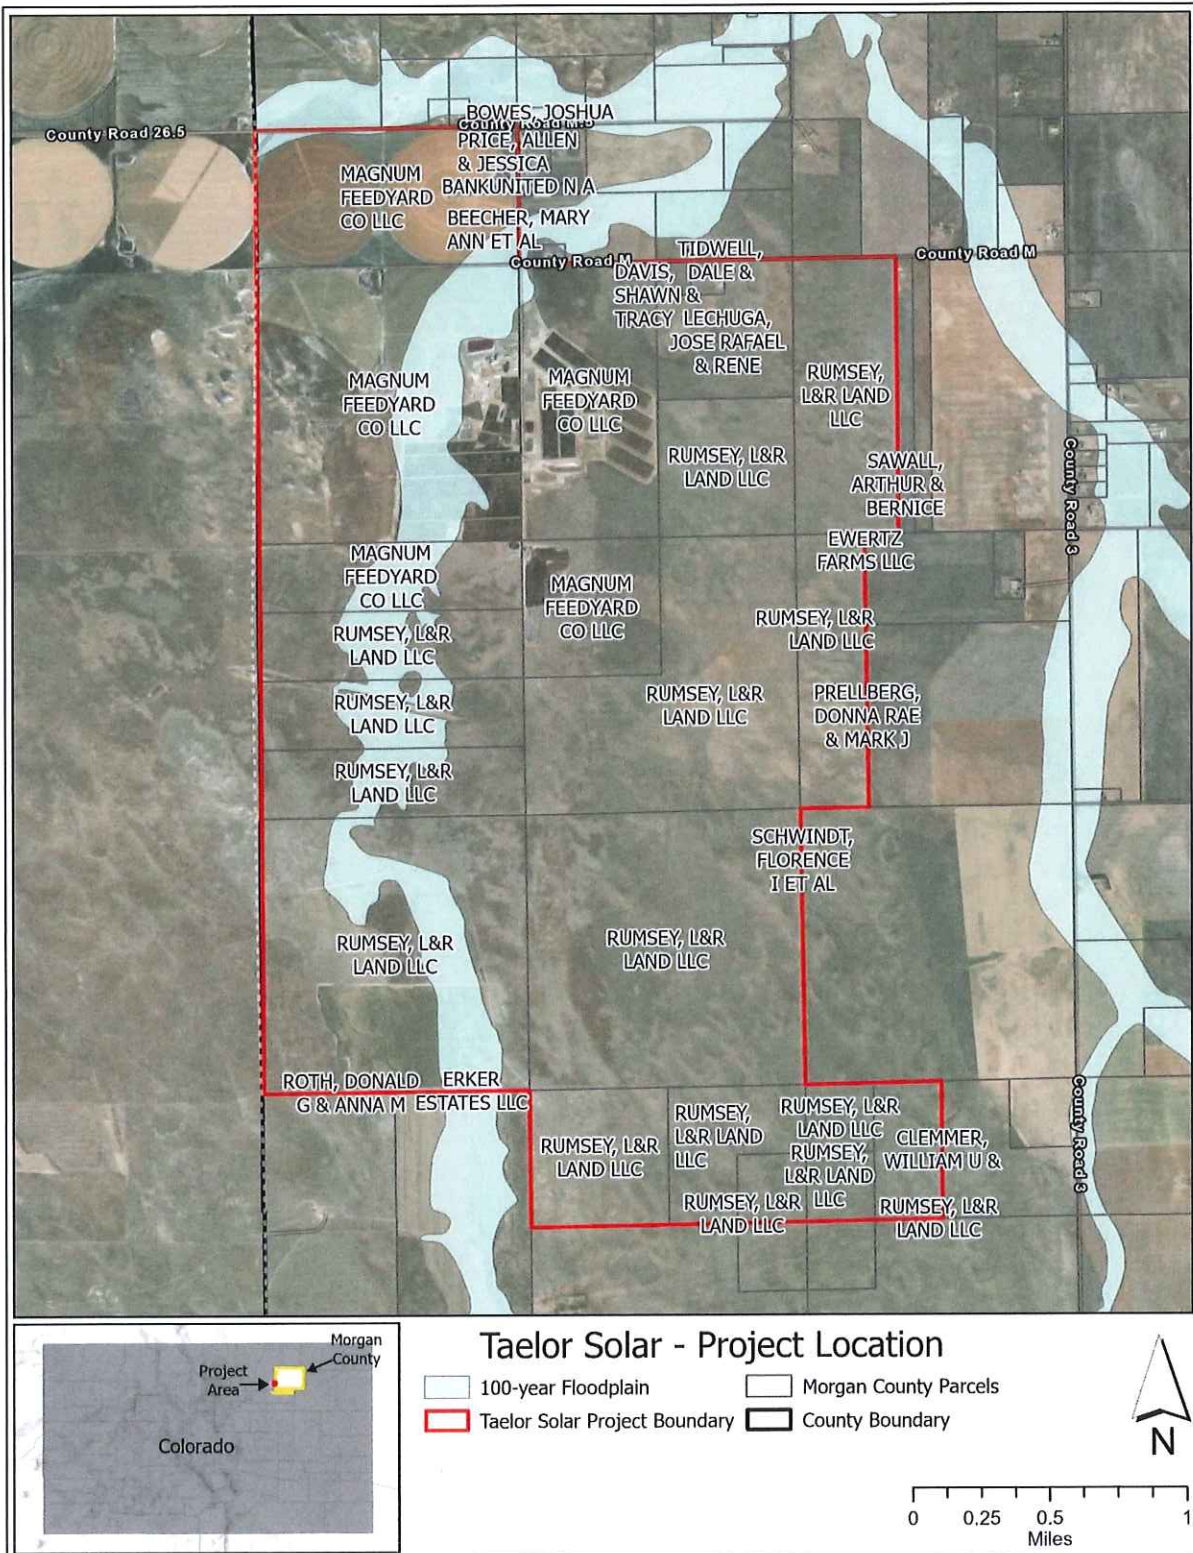 BOWES, JOSHUA
County Road 26.5
County Road M.5
PRICE, ALLEN
& JESSICA
BANKUNITED N A
MAGNUM
FEEDYARD
CO LLC
BEECHER, MARY
ANN ET AL
County Road M
TIDWELL,
DALE &
County Road M
DAVIS,
SHAWN &
TRACY
LECHUGA,
JOSE RAFAEL
& RENE
MAGNUM
FEEDYARD
CO LLC
MAGNUM
FEEDYARD
CO LLC
RUMSEY,
L&R LAND
LLC
RUMSEY, L&R
LAND LLC
SAWALL,
ARTHUR &
BERNICE
County Road 3
EWERTZ
FARMS LLC
MAGNUM
FEEDYARD
CO LLC
MAGNUM
FEEDYARD
CO LLC
RUMSEY, L&R
LAND LLC
RUMSEY, L&R
LAND LLC
RUMSEY, L&R
LAND LLC
RUMSEY, L&R
LAND LLC
PRELLBERG,
DONNA RAE
& MARK J
RUMSEY, L&R
LAND LLC
SCHWINDT,
FLORENCE
I ET AL
RUMSEY, L&R
LAND LLC
RUMSEY, L&R
LAND LLC
ROTH, DONALD
G & ANNA M
ERKER
ESTATES LLC
RUMSEY, L&R
LAND LLC
RUMSEY,
L&R LAND
LLC
RUMSEY, L&R
LAND LLC
RUMSEY,
L&R LAND
LLC
CLEMMER,
WILLIAM U &
RUMSEY, L&R
LAND LLC
RUMSEY, L&R
LAND LLC
County Road 3
Taelor Solar - Project Location
100-year Floodplain
Morgan County Parcels
Taelor Solar Project Boundary
County Boundary
Morgan
County
Project
Area
Colorado
N
0 0.25 0.5 1
Miles